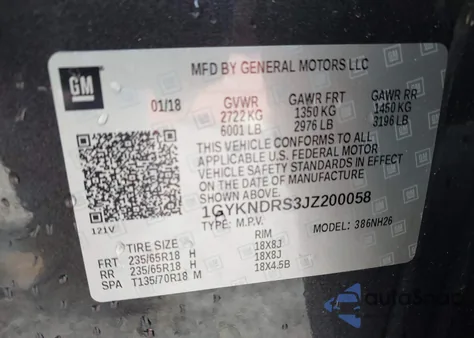 MFD BY GENERAL MOTORS LLC
GM
01/18 GVWR GAWR FRT GAWR RR
2722 KG 1350 KG 1450 KG
6001 LB 2976 LB 3196 LB
THIS VEHICLE CONFORMS TO ALL
APPLICABLE U.S. FEDERAL MOTOR
VEHICLE SAFETY STANDARDS IN EFFECT
ON THE DATE OF MANUFACTURE
SHOWN ABOVE.
1GYKNDRS3JZ200058
TYPE: M.P.V. MODEL: 386NH26
121V
TIRE SIZE RIM
FRT 235/65R18 H 18X8J
RR 235/65R18 H 18X8J
SPA T135/70R18 M 18X4.5B